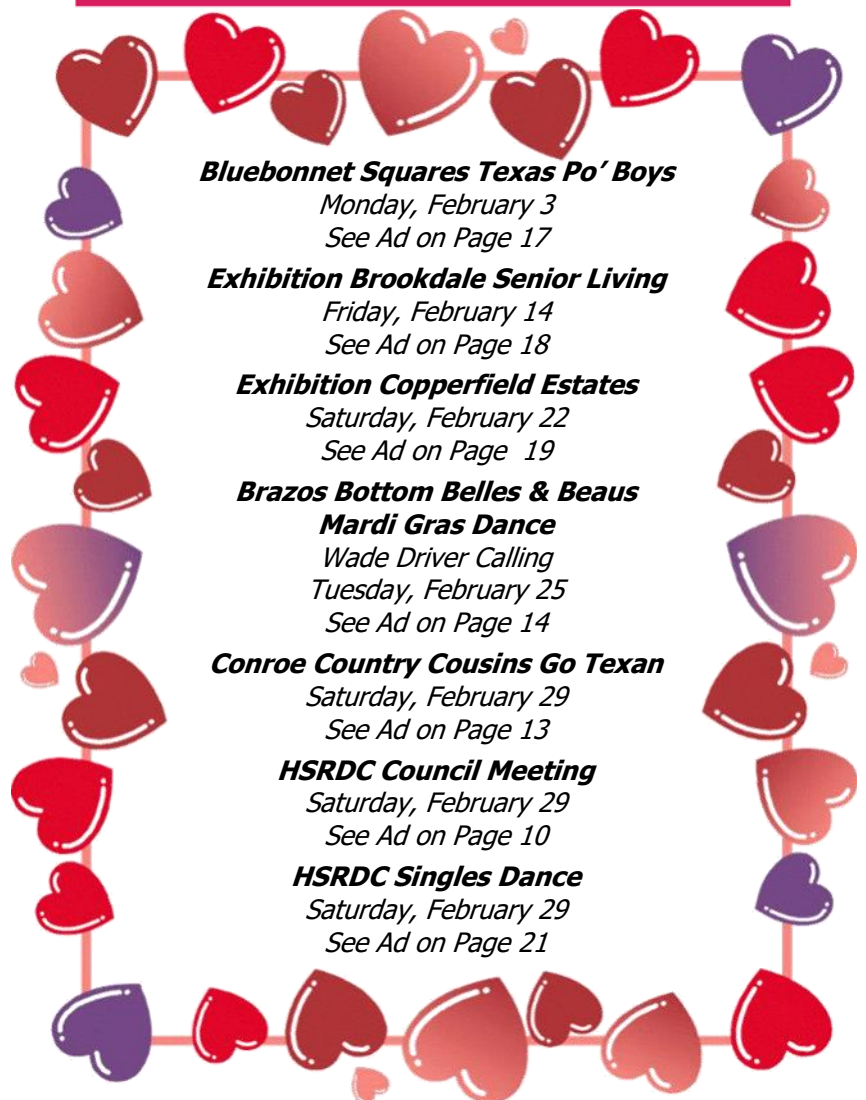 Bluebonnet Squares Texas Po’ Boys
Monday, February 3
See Ad on Page 17
Exhibition Brookdale Senior Living
Friday, February 14
See Ad on Page 18
Exhibition Copperfield Estates
Saturday, February 22
See Ad on Page 19
Brazos Bottom Belles & Beaus
Mardi Gras Dance
Wade Driver Calling
Tuesday, February 25
See Ad on Page 14
Conroe Country Cousins Go Texan
Saturday, February 29
See Ad on Page 13
HSRDC Council Meeting
Saturday, February 29
See Ad on Page 10
HSRDC Singles Dance
Saturday, February 29
See Ad on Page 21